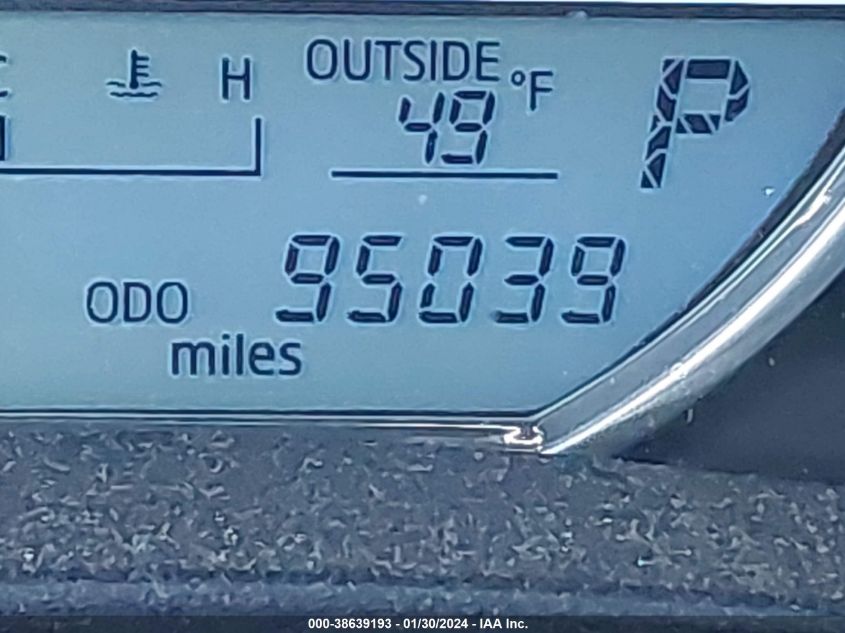 C H OUTSIDE °F P
49
ODO 95039
miles
000-38639193 - 01/30/2024 - IAA Inc.